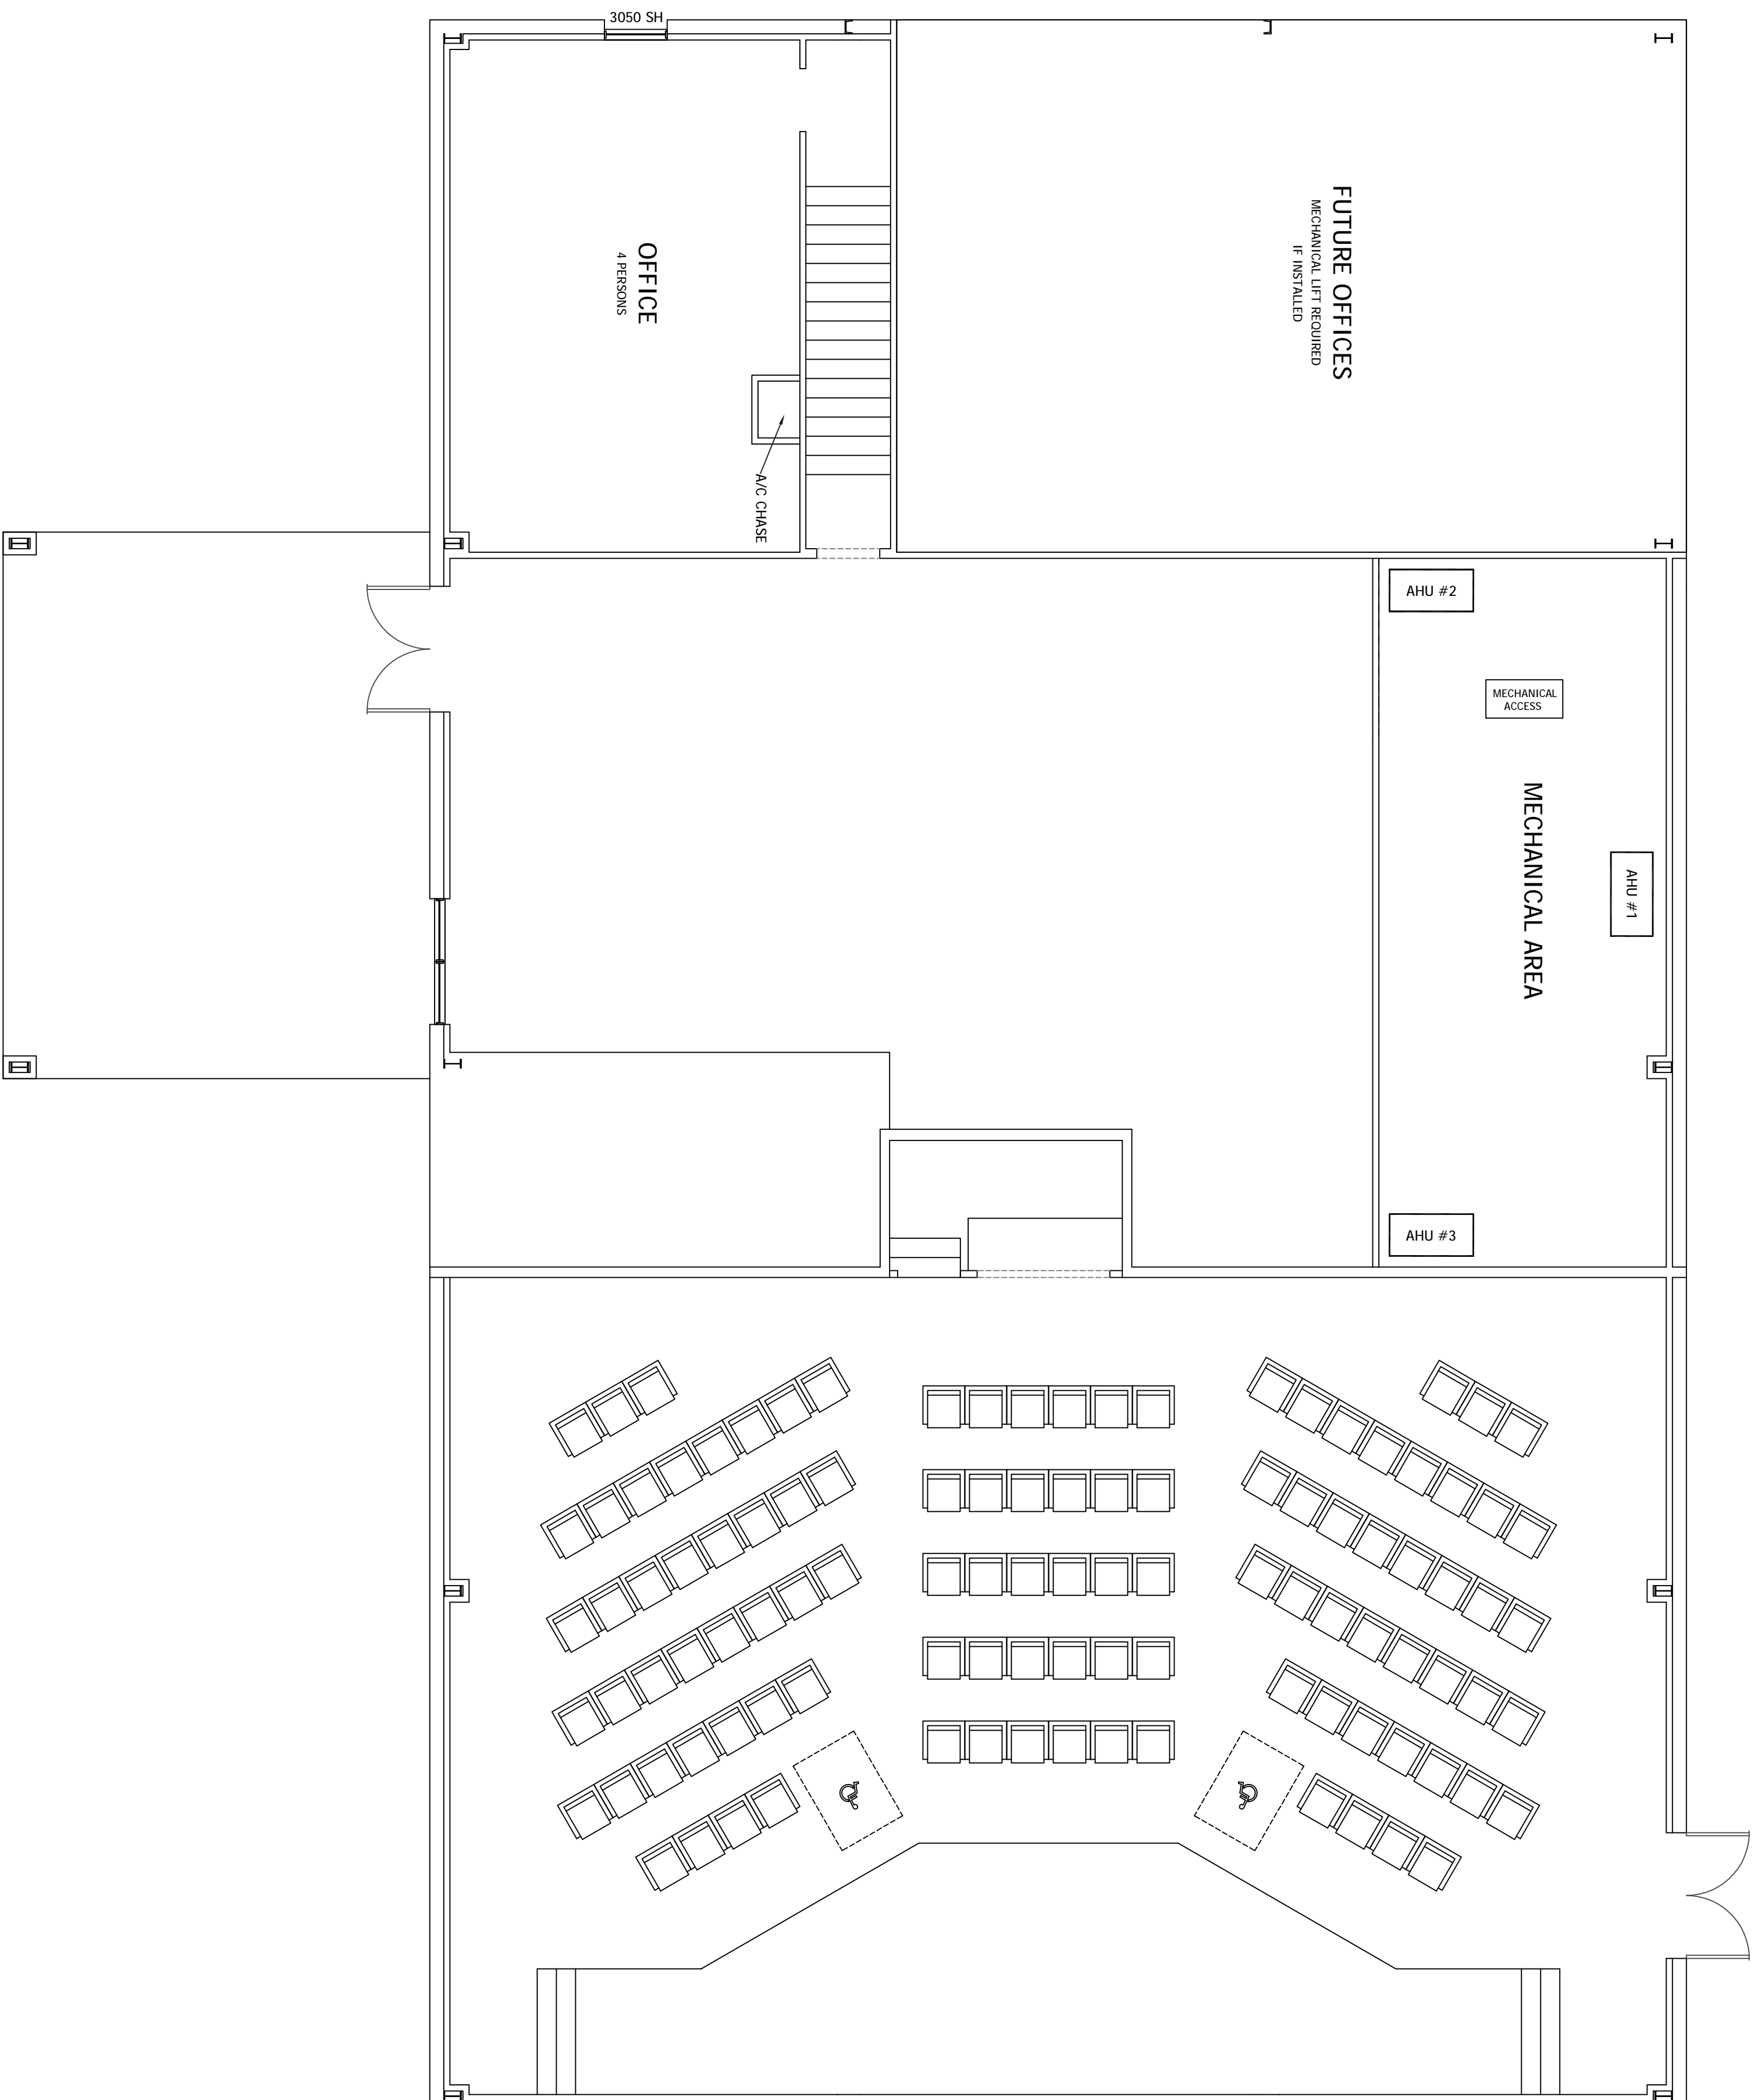 3050 SH
FUTURE OFFICES
MECHANICAL LIFT REQUIRED
IF INSTALLED
OFFICE
4 PERSONS
A/C CHASE
AHU #2
MECHANICAL
ACCESS
MECHANICAL AREA
AHU #1
AHU #3